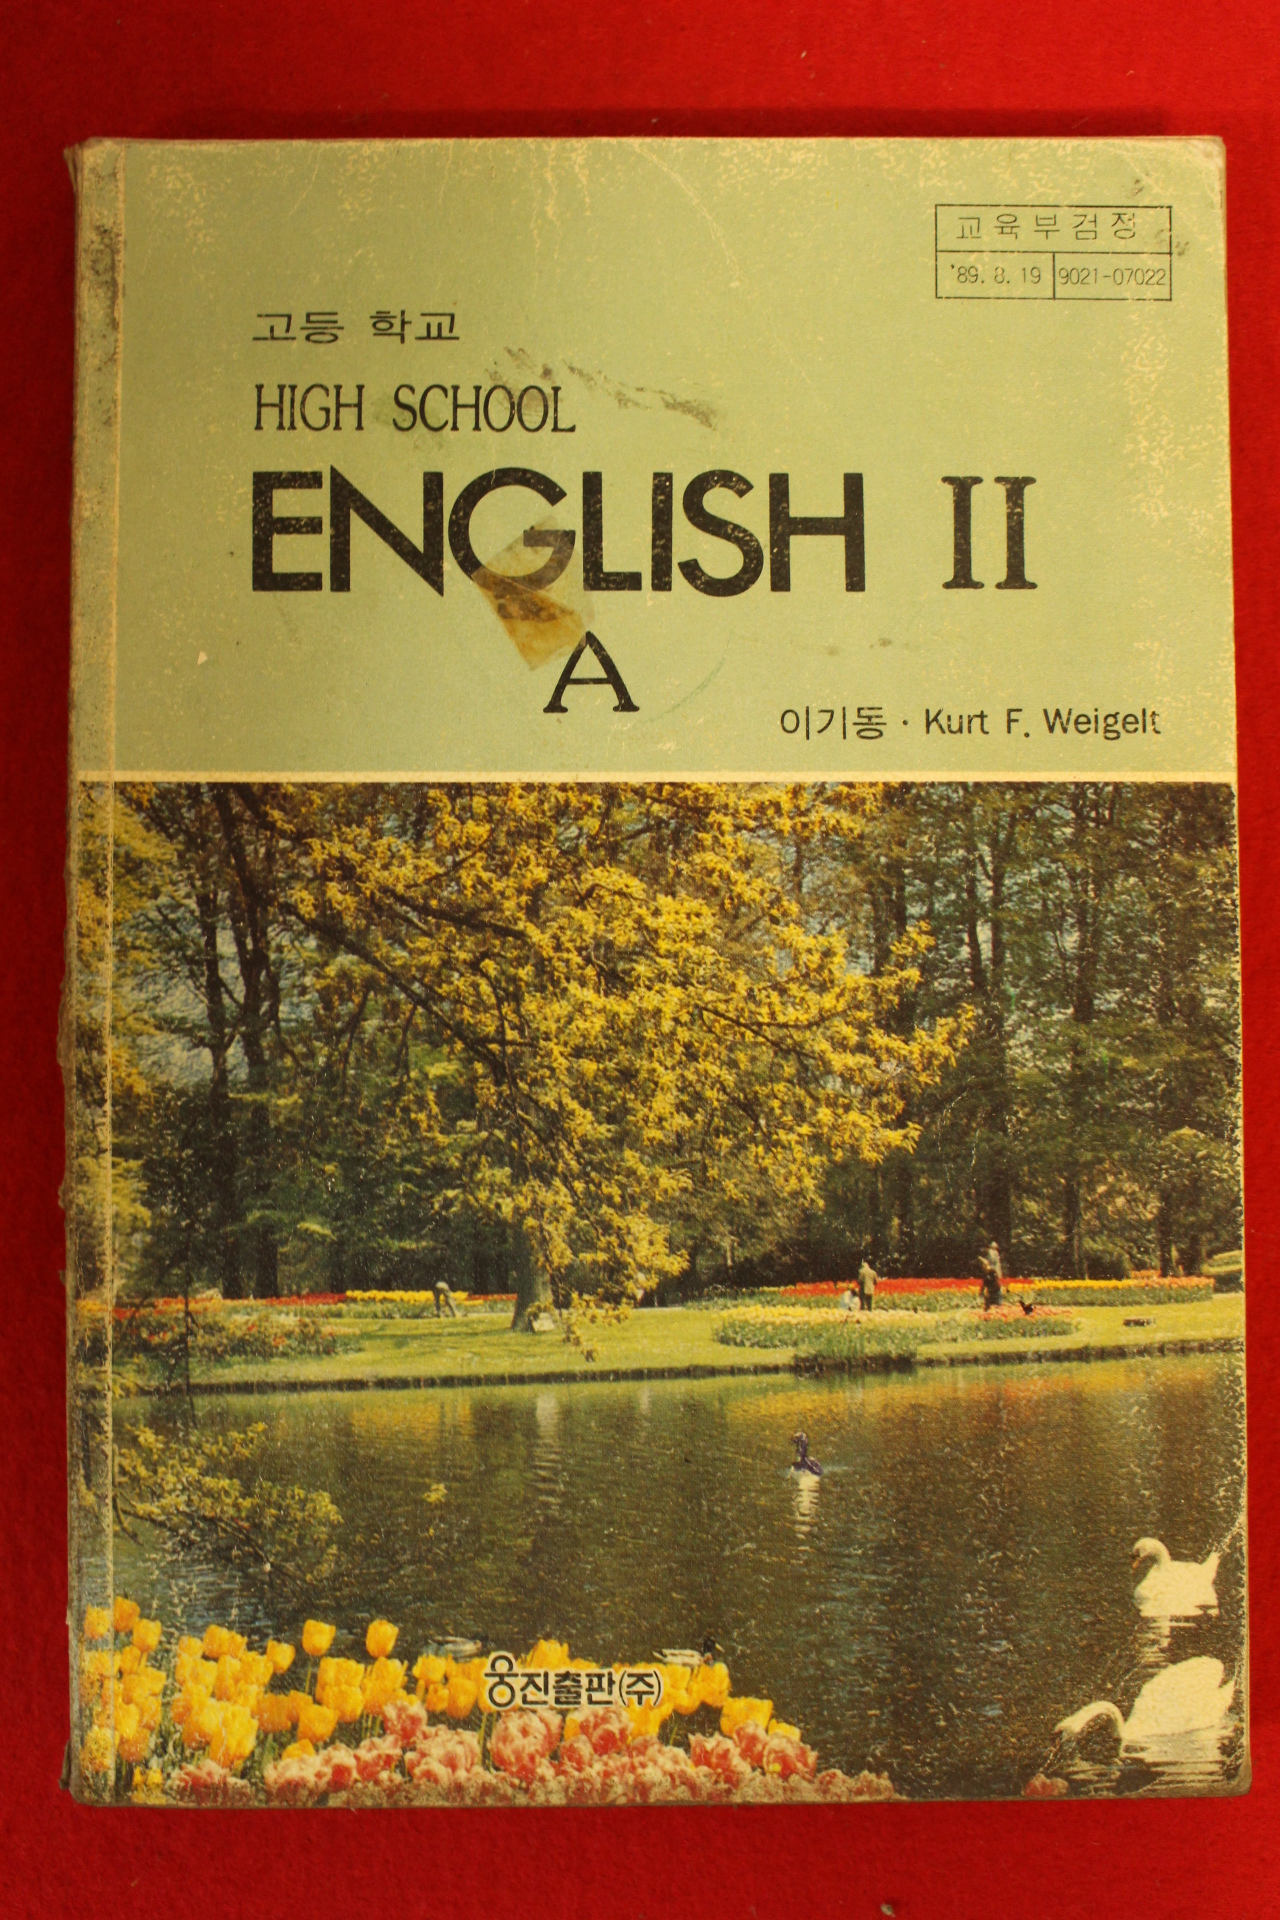 교육부검정
'89. 8. 19 9021-07022
고등 학교
HIGH SCHOOL
ENGLISH II
A
이기동 · Kurt F. Weigelt
웅진출판(주)